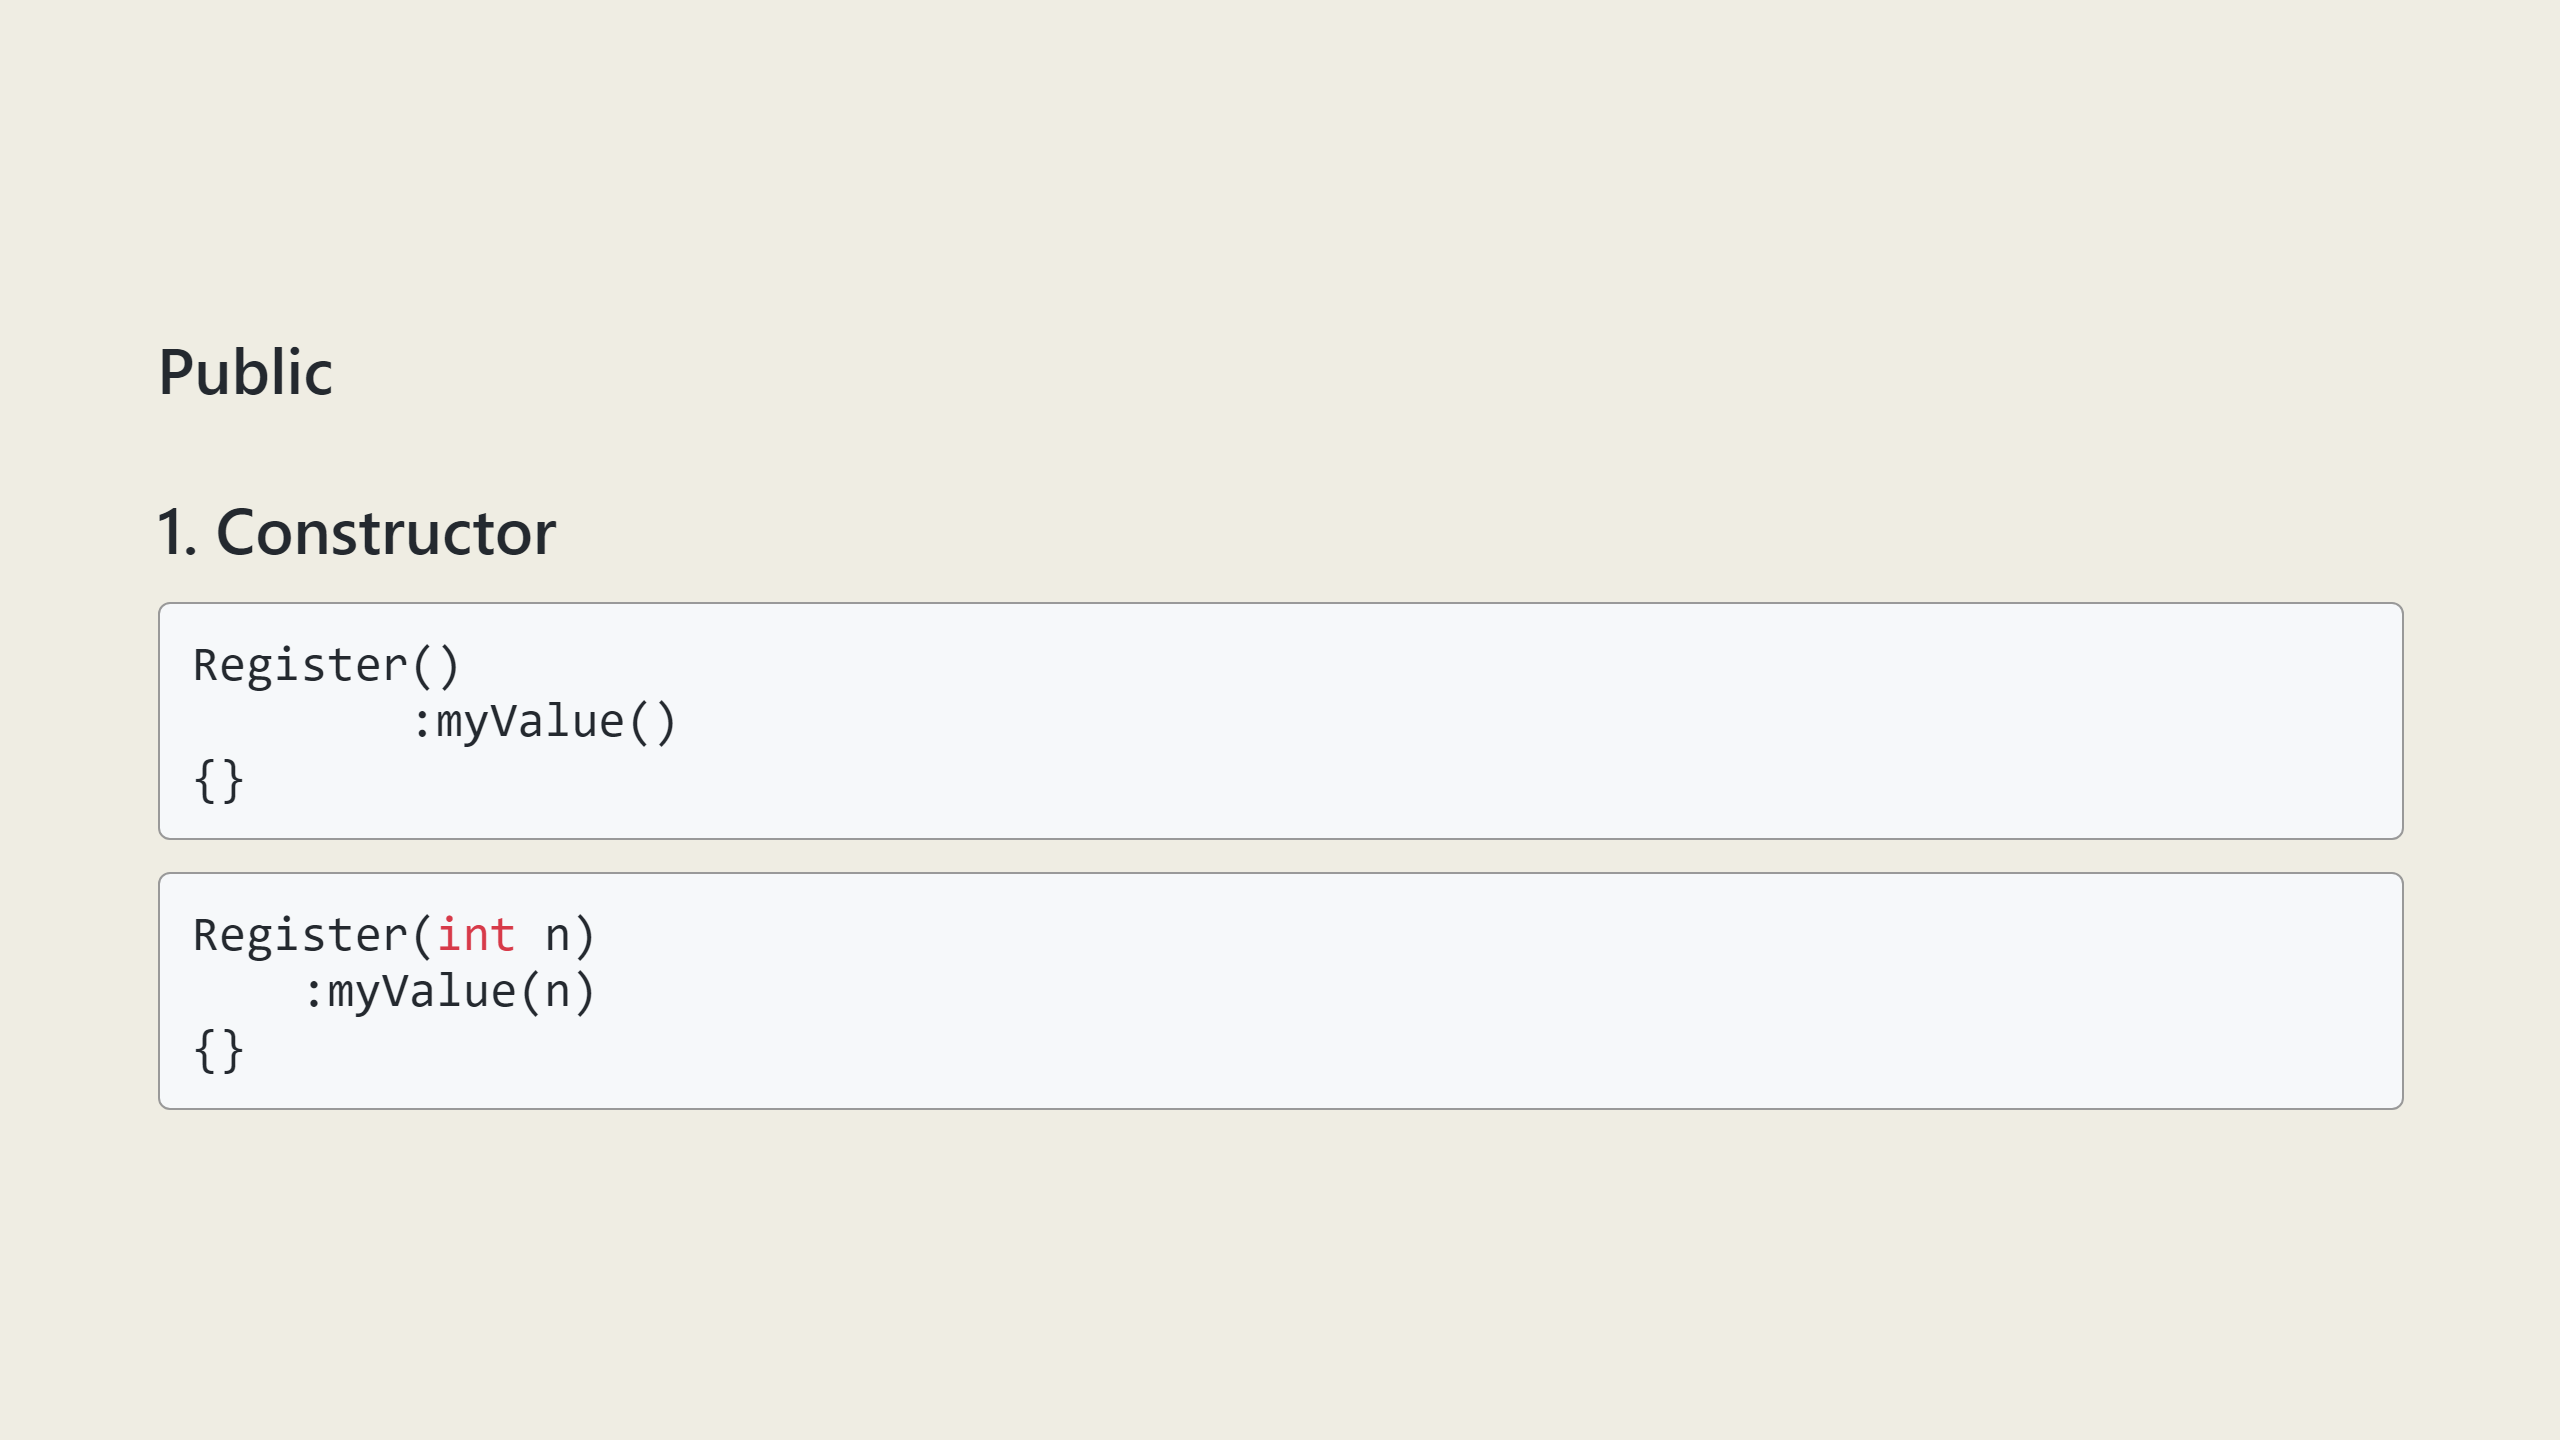 Public
1. Constructor
Register()
        :myValue()
{}
Register(int n)
    :myValue(n)
{}